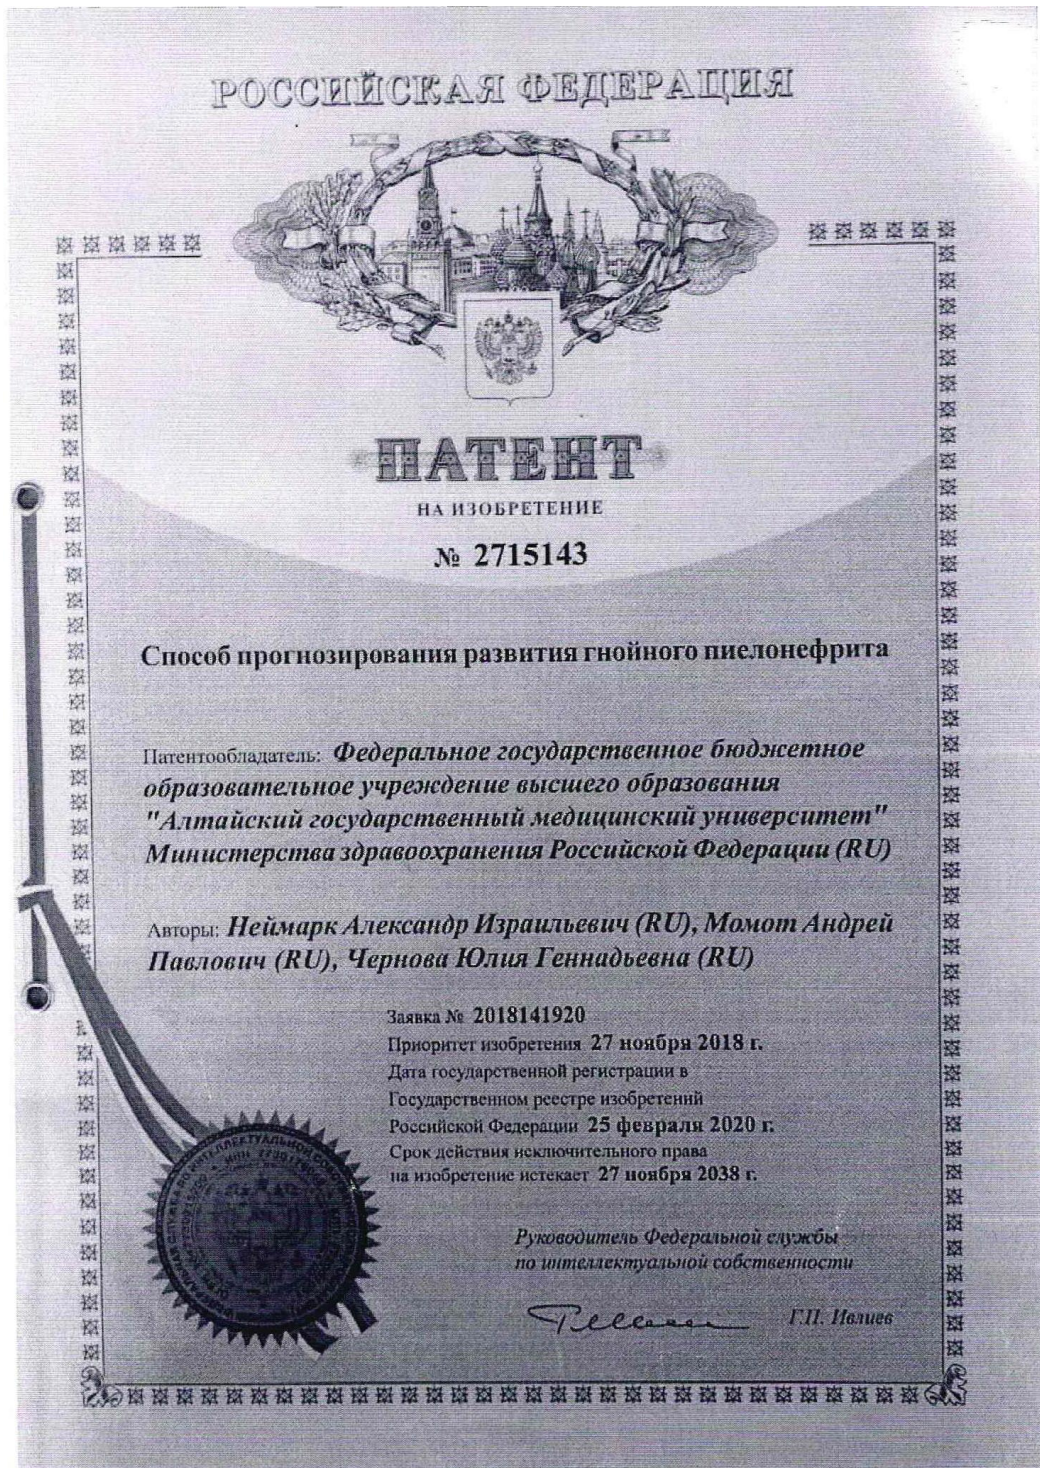 РОССИЙСКАЯ ФЕДЕРАЦИЯ
ПАТЕНТ
НА ИЗОБРЕТЕНИЕ
№ 2715143
Способ прогнозирования развития гнойного пиелонефрита
Патентообладатель: Федеральное государственное бюджетное
образовательное учреждение высшего образования
"Алтайский государственный медицинский университет"
Министерства здравоохранения Российской Федерации (RU)
Авторы: Неймарк Александр Израильевич (RU), Момот Андрей
Павлович (RU), Чернова Юлия Геннадьевна (RU)
Заявка № 2018141920
Приоритет изобретения 27 ноября 2018 г.
Дата государственной регистрации в
Государственном реестре изобретений
Российской Федерации 25 февраля 2020 г.
Срок действия исключительного права
на изобретение истекает 27 ноября 2038 г.
Руководитель Федеральной службы
по интеллектуальной собственности
Г.П. Ивлиев
ПО ИНТЕЛЛЕКТУАЛЬНОЙ